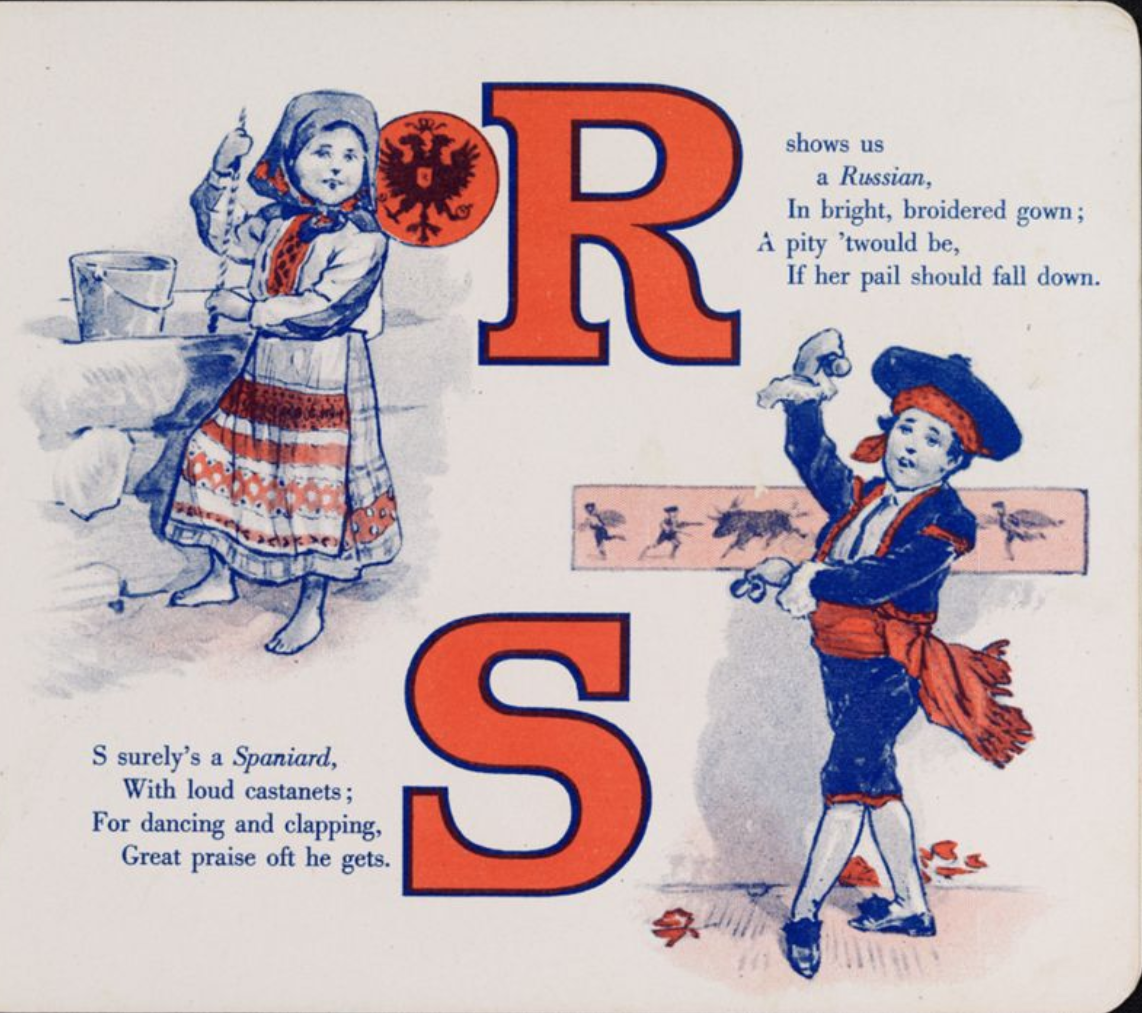 R
shows us
a Russian,
In bright, broidered gown;
A pity 'twould be,
If her pail should fall down.
S
S surely's a Spaniard,
With loud castanets;
For dancing and clapping,
Great praise oft he gets.